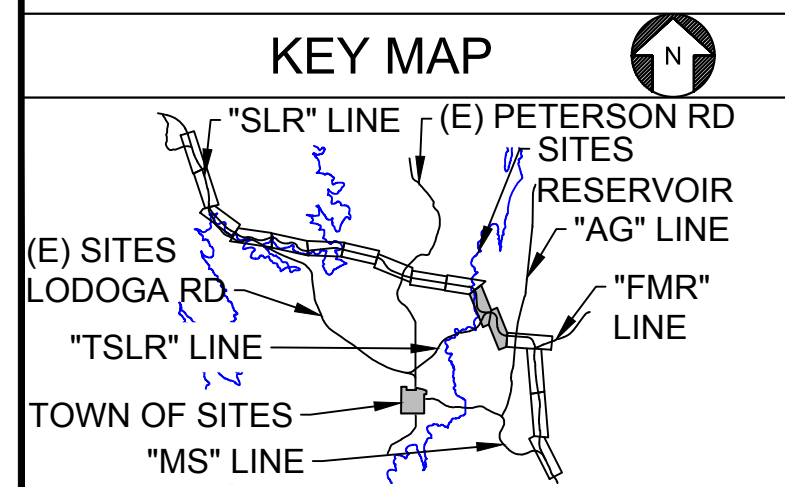 KEY MAP
N
"SLR" LINE
(E) PETERSON RD
SITES
RESERVOIR
"AG" LINE
(E) SITES
LODOGA RD
"FMR"
LINE
"TSLR" LINE
TOWN OF SITES
"MS" LINE